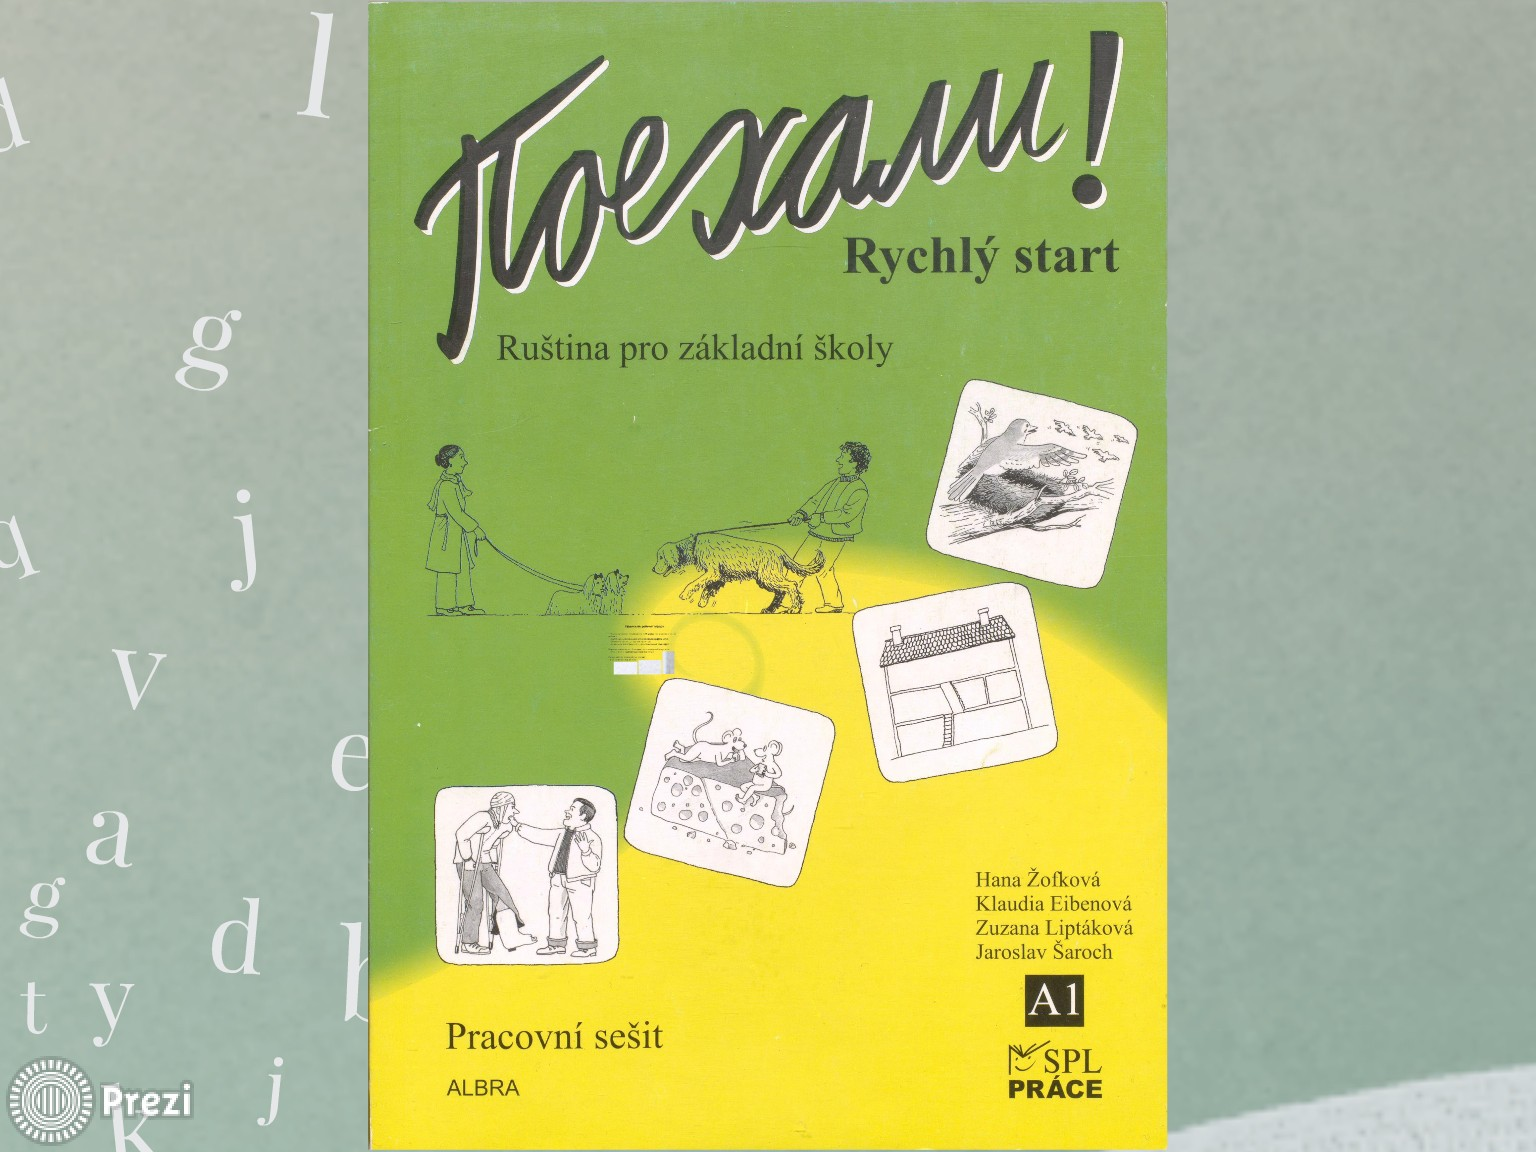 Поехали!
Rychlý start
Ruština pro základní školy
Hana Žofková
Klaudia Eibenová
Zuzana Liptáková
Jaroslav Šaroch
A1
SPL
PRÁCE
Pracovní sešit
ALBRA
l
d
g
j
q
v
e
a
g
d
b
t
y
j
k
Prezi